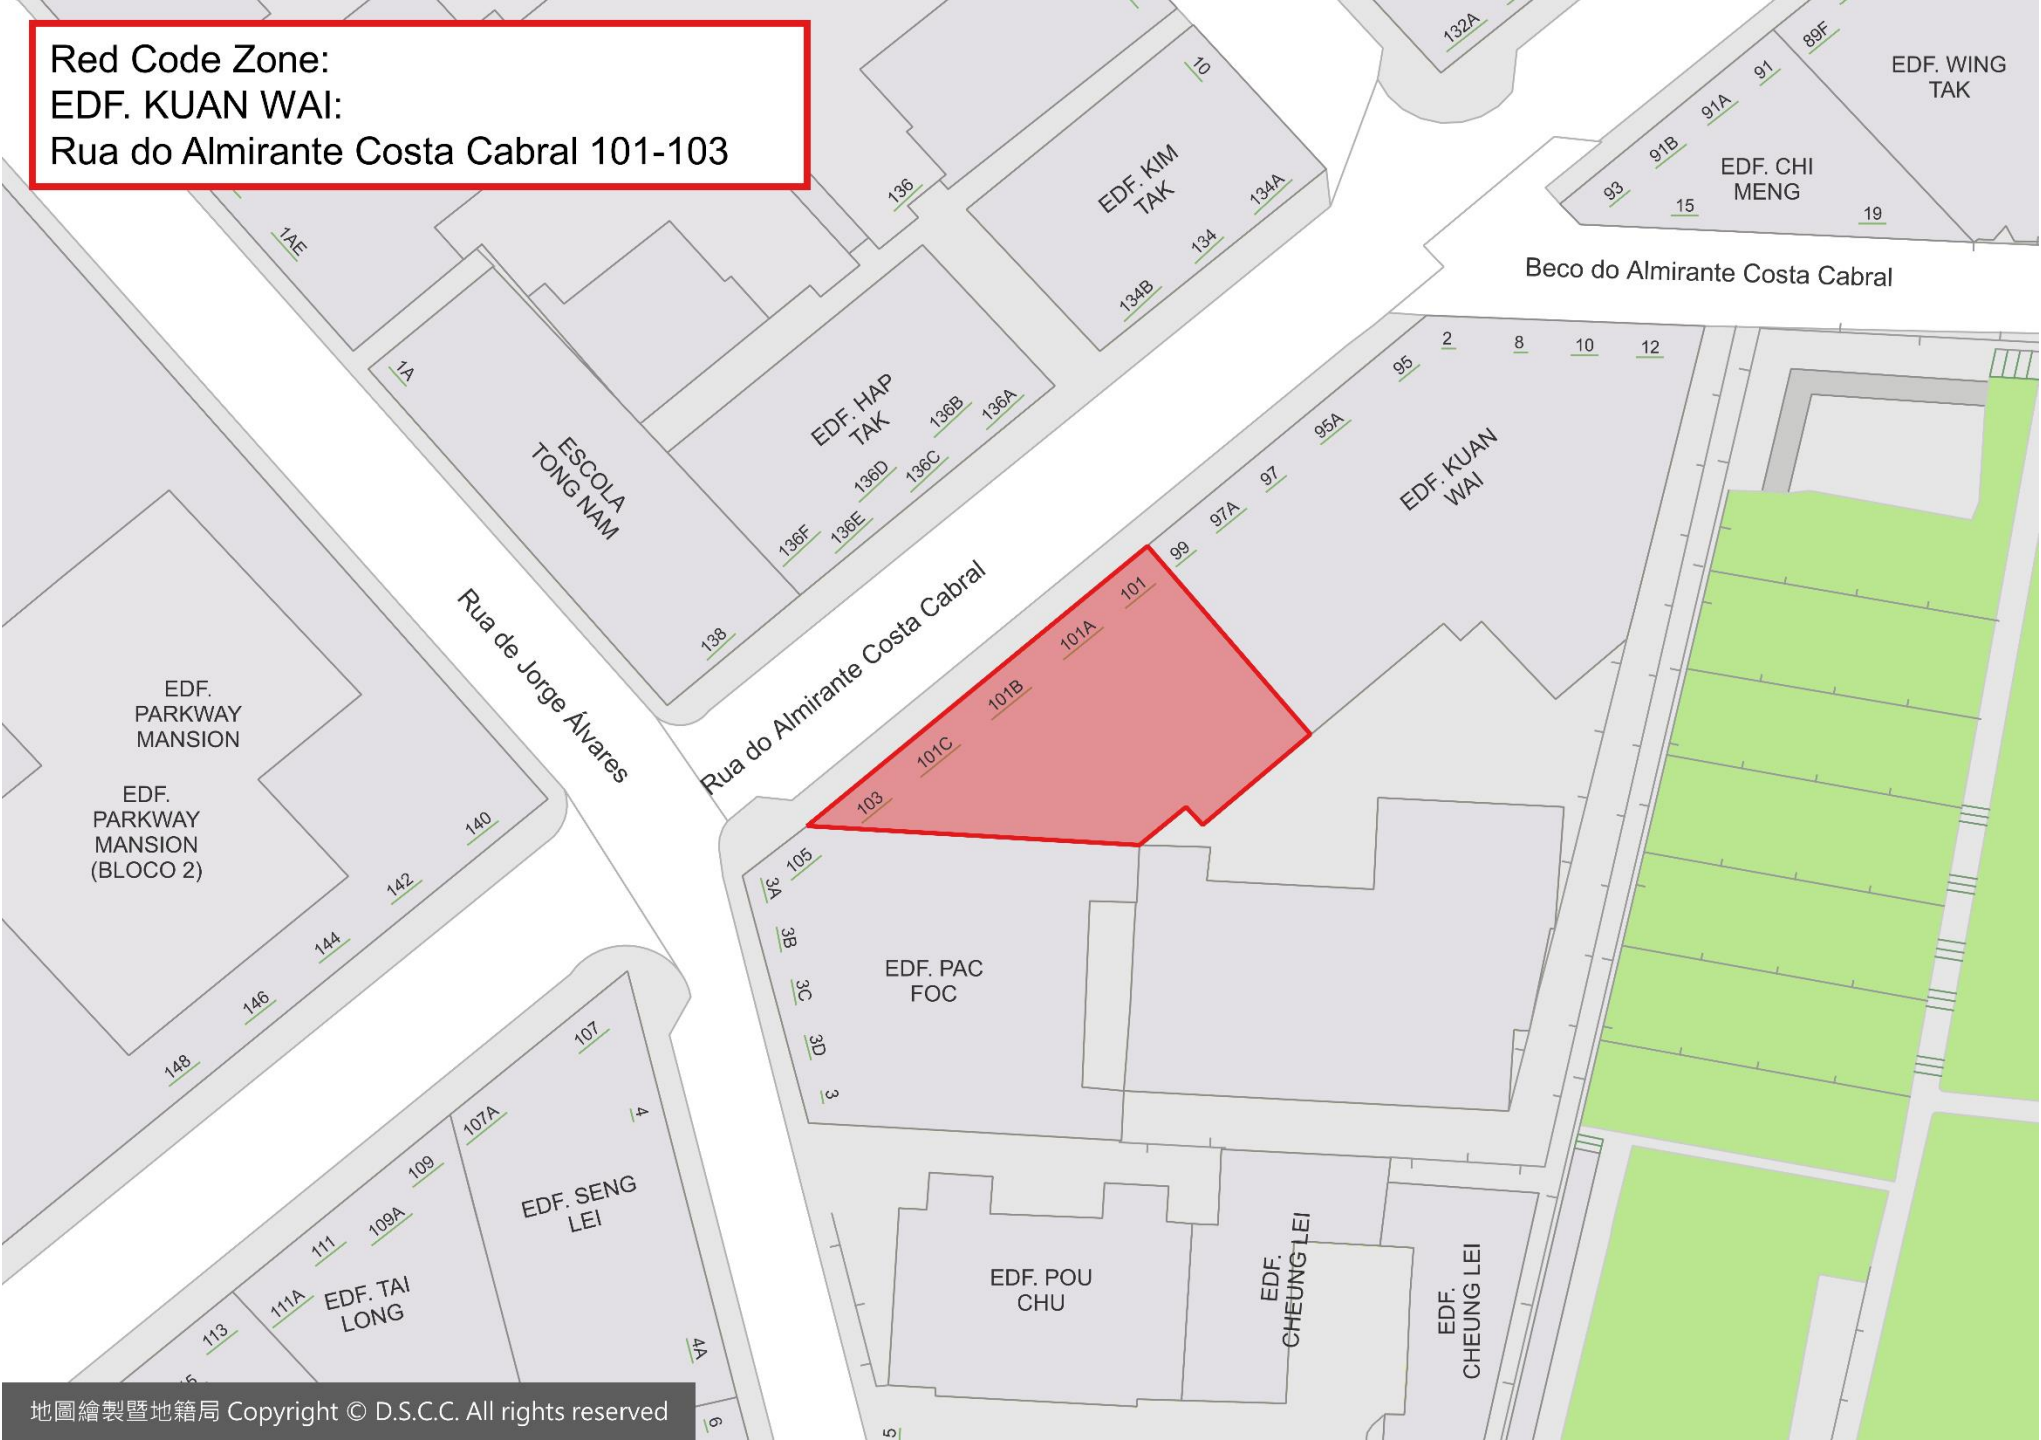 Red Code Zone:
EDF. KUAN WAI:
Rua do Almirante Costa Cabral 101-103
132A
89F
10
91
EDF. WING
TAK
91A
91B
EDF. CHI
MENG
93
15
19
136
EDF. KIM
TAK
134A
134
134B
1AE
Beco do Almirante Costa Cabral
1A
2
8
10
12
95
EDF. HAP
TAK
136B
136A
95A
ESCOLA
TONG NAM
136D
136C
97
EDF. KUAN
WAI
97A
136F
136E
99
Rua de Jorge Álvares
Rua do Almirante Costa Cabral
101
101A
138
101B
101C
103
EDF.
PARKWAY
MANSION
EDF.
PARKWAY
MANSION
(BLOCO 2)
140
142
144
146
148
105
3A
3B
3C
3D
3
EDF. PAC
FOC
107
107A
4
109
109A
111
111A
113
EDF. SENG
LEI
EDF. TAI
LONG
4A
6
5
EDF. POU
CHU
EDF.
CHEUNG LEI
EDF.
CHEUNG LEI
地圖繪製暨地籍局 Copyright © D.S.C.C. All rights reserved